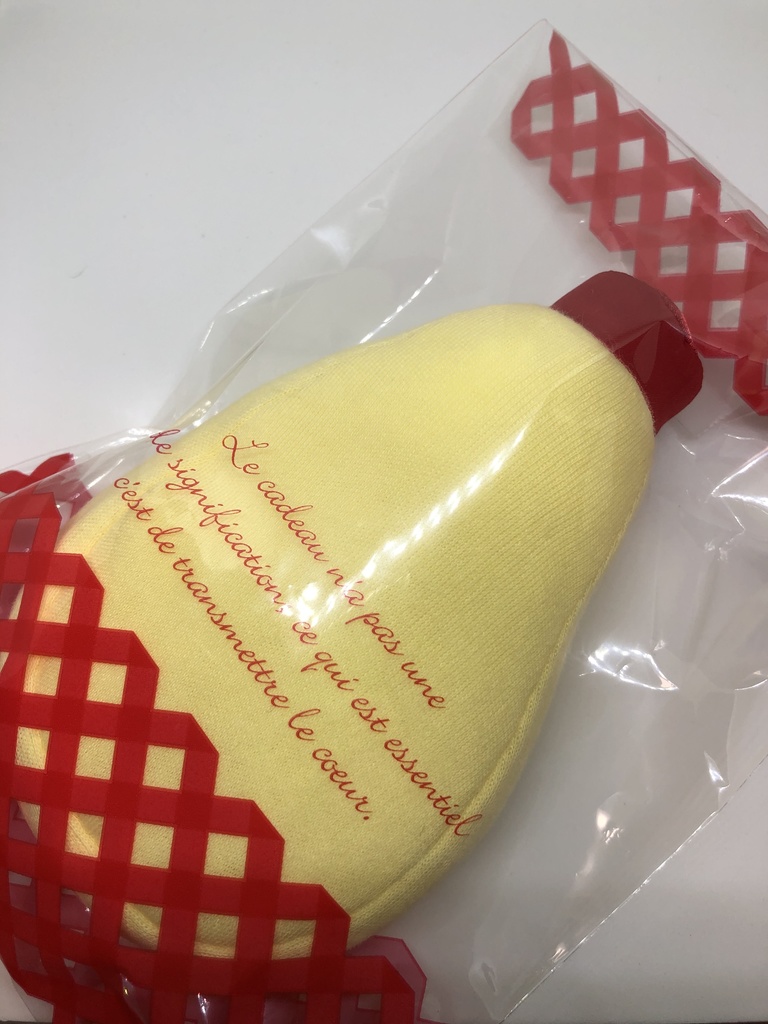 Le cadeau n'a pas une
de signification, ce qui est essentiel
c'est de transmettre le coeur.